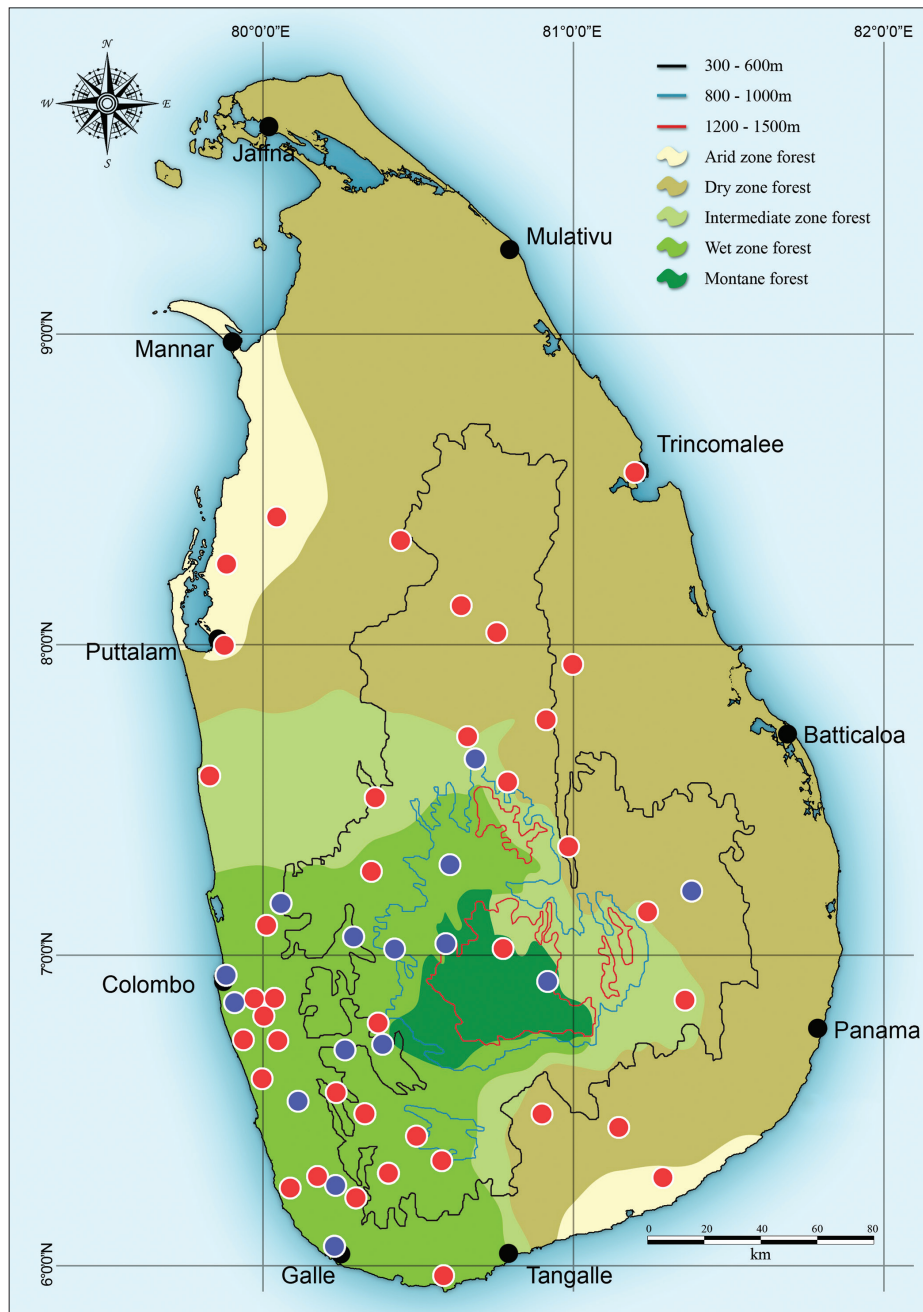 80°0'0"E
81°0'0"E
82°0'0"E
N
W
E
S
300 - 600m
800 - 1000m
1200 - 1500m
Arid zone forest
Dry zone forest
Intermediate zone forest
Wet zone forest
Montane forest
Jaffna
Mulativu
9°0'0"N
Mannar
Trincomalee
8°0'0"N
Puttalam
Batticaloa
7°0'0"N
Colombo
Panama
0 20 40 60 80
km
6°0'0"N
Galle
Tangalle